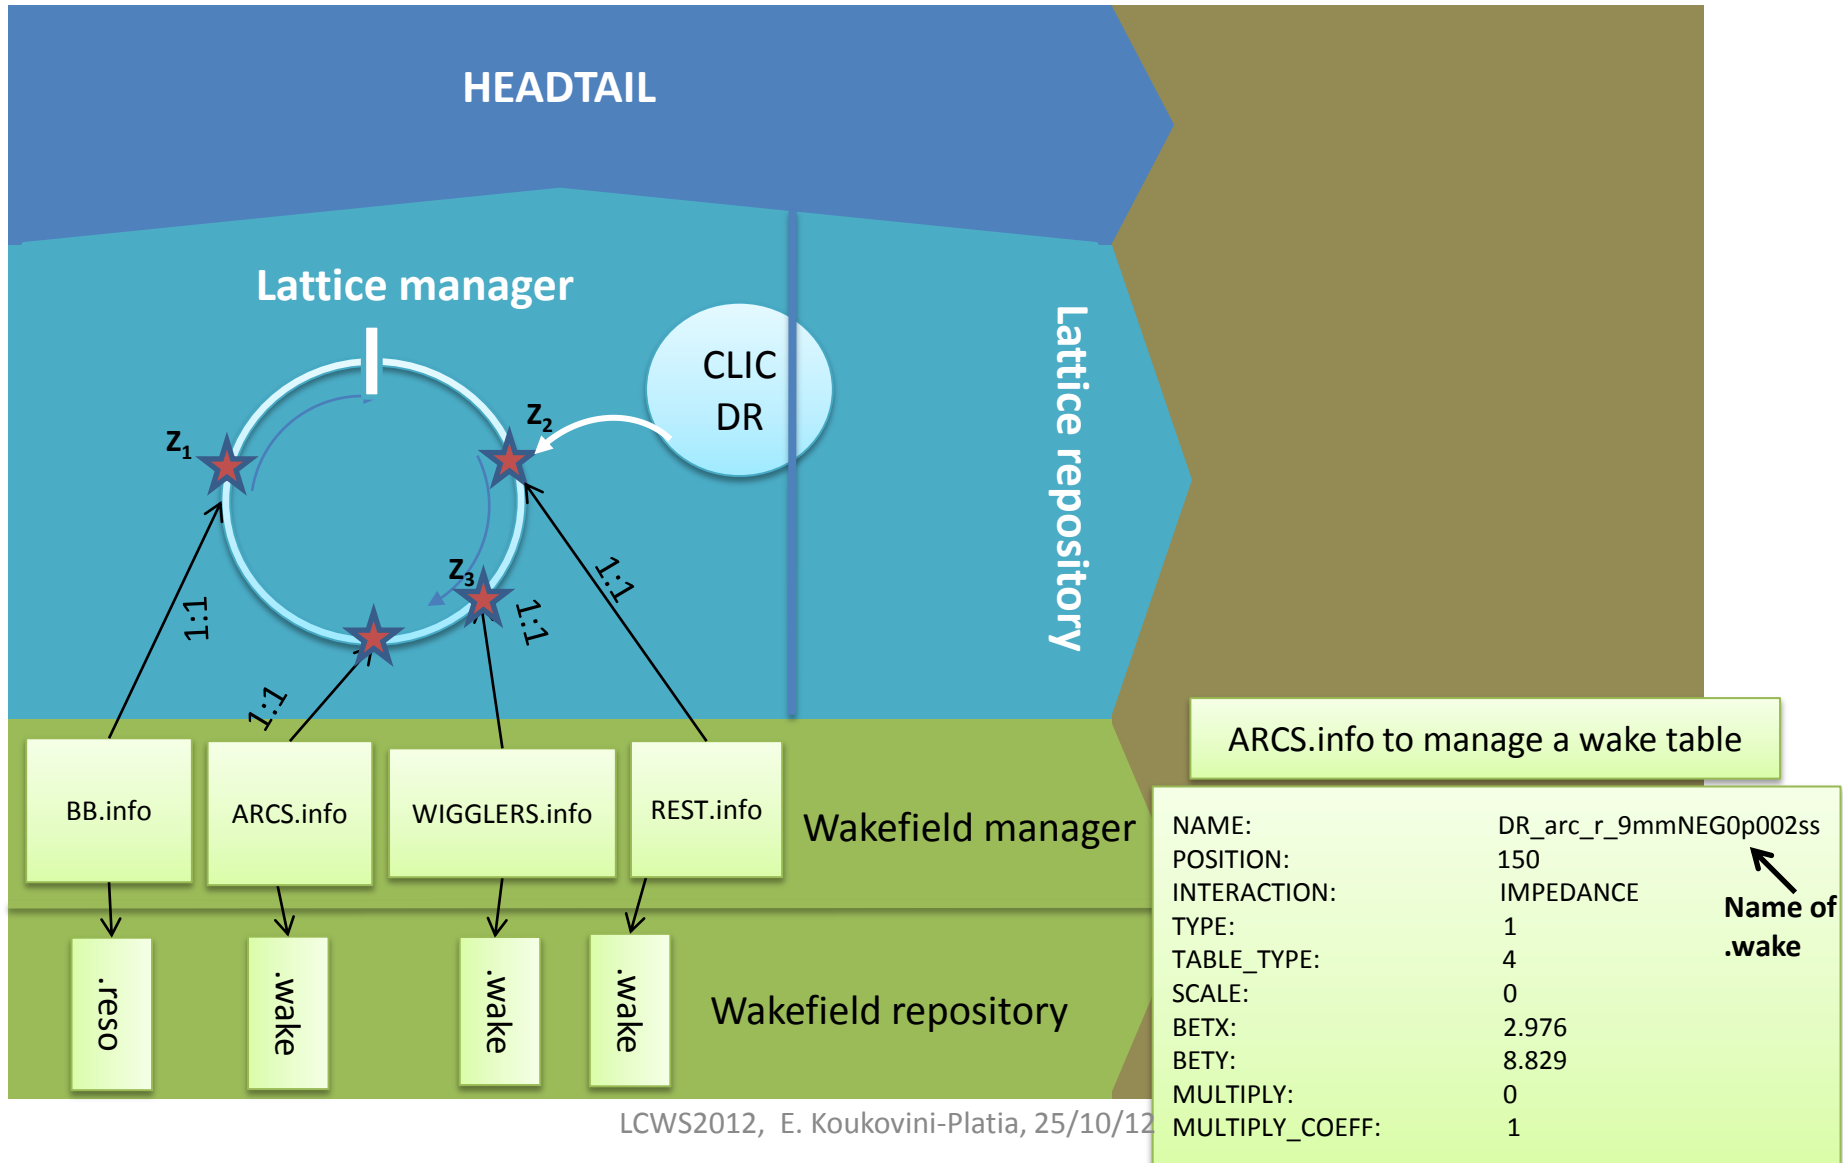 HEADTAIL
Lattice manager
CLIC
DR
Lattice repository
Z1
Z2
Z3
1:1
1:1
1:1
1:1
BB.info
ARCS.info
WIGGLERS.info
REST.info
Wakefield manager
.reso
.wake
.wake
.wake
Wakefield repository
ARCS.info to manage a wake table
NAME: DR_arc_r_9mmNEG0p002ss
POSITION: 150
INTERACTION: IMPEDANCE
TYPE: 1
TABLE_TYPE: 4
SCALE: 0
BETX: 2.976
BETY: 8.829
MULTIPLY: 0
MULTIPLY_COEFF: 1
Name of
.wake
LCWS2012, E. Koukovini-Platia, 25/10/12